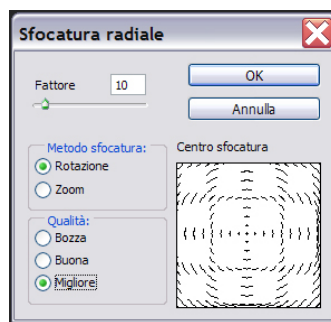 Sfocatura radiale
Fattore 10
OK
Annulla
Metodo sfocatura:
Rotazione
Zoom
Centro sfocatura
Qualità:
Bozza
Buona
Migliore